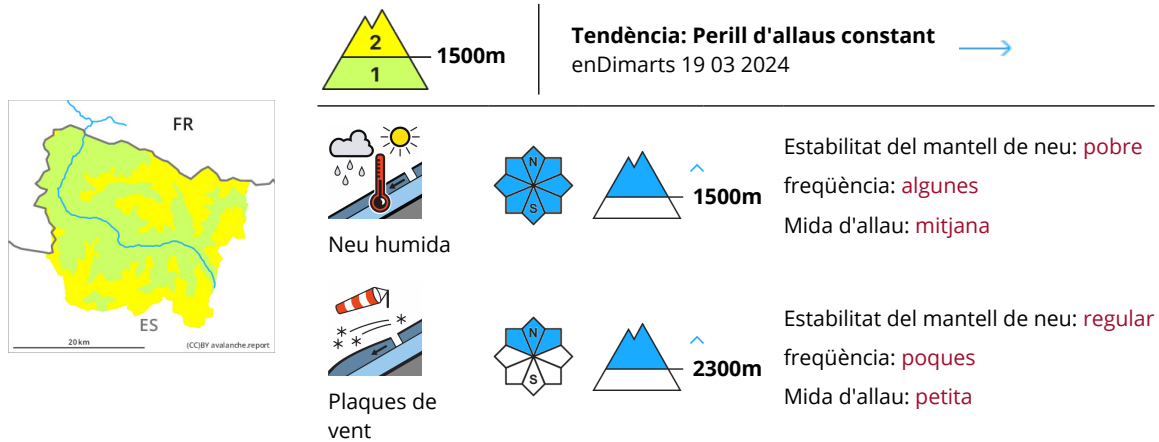 2
1
1500m
Tendència: Perill d'allaus constant
enDimarts 19 03 2024
FR
ES
20 km
(CC)BY avalanche.report
Neu humida
N
S
1500m
Estabilitat del mantell de neu: pobre
freqüència: algunes
Mida d'allau: mitjana
Plaques de
vent
N
S
2300m
Estabilitat del mantell de neu: regular
freqüència: poques
Mida d'allau: petita